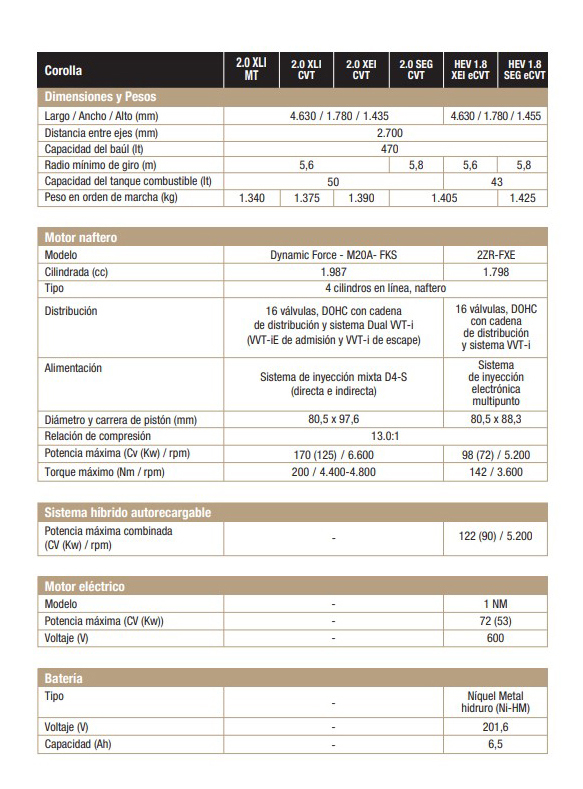 Corolla 2.0 XLI MT 2.0 XLI CVT 2.0 XEI CVT 2.0 SEG CVT HEV 1.8 XEI eCVT HEV 1.8 SEG eCVT
Dimensiones y Pesos
Largo / Ancho / Alto (mm) 4.630 / 1.780 / 1.435 4.630 / 1.780 / 1.455
Distancia entre ejes (mm) 2.700
Capacidad del baúl (lt) 470
Radio mínimo de giro (m) 5,6 5,8 5,6 5,8
Capacidad del tanque combustible (lt) 50 43
Peso en orden de marcha (kg) 1.340 1.375 1.390 1.405 1.425
Motor naftero
Modelo Dynamic Force - M20A- FKS 2ZR-FXE
Cilindrada (cc) 1.987 1.798
Tipo 4 cilindros en línea, naftero
Distribución
16 válvulas, DOHC con cadena
de distribución y sistema Dual VVT-i
(VVT-iE de admisión y VVT-i de escape)
16 válvulas, DOHC
con cadena
de distribución
y sistema VVT-i
Alimentación
Sistema de inyección mixta D4-S
(directa e indirecta)
Sistema
de inyección
electrónica
multipunto
Diámetro y carrera de pistón (mm) 80,5 x 97,6 80,5 x 88,3
Relación de compresión 13.0:1
Potencia máxima (Cv (Kw) / rpm) 170 (125) / 6.600 98 (72) / 5.200
Torque máximo (Nm / rpm) 200 / 4.400-4.800 142 / 3.600
Sistema híbrido autorecargable
Potencia máxima combinada
(CV (Kw) / rpm)
- 122 (90) / 5.200
Motor eléctrico
Modelo - 1 NM
Potencia máxima (CV (Kw)) - 72 (53)
Voltaje (V) - 600
Batería
Tipo -
Níquel Metal
hidruro (Ni-HM)
Voltaje (V) - 201,6
Capacidad (Ah) - 6,5